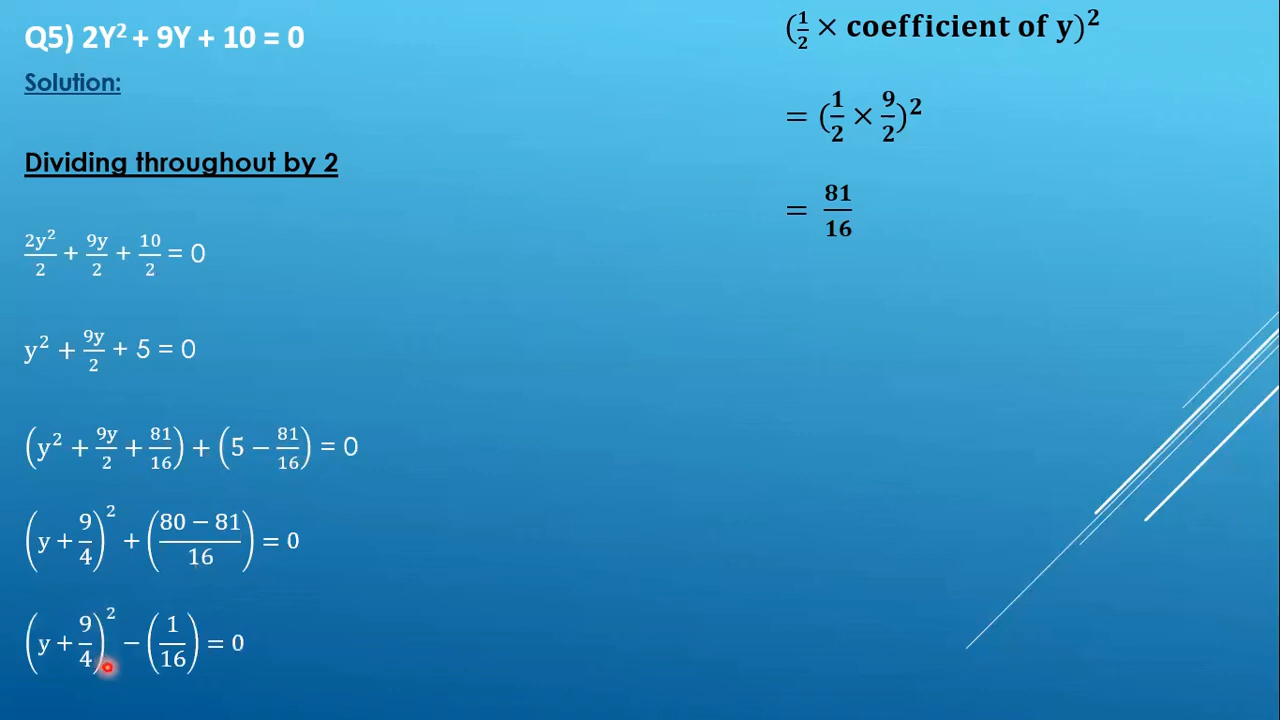 Q5) 2Y² + 9Y + 10 = 0
Solution:
Dividing throughout by 2
2y²/2 + 9y/2 + 10/2 = 0
y² + 9y/2 + 5 = 0
(y² + 9y/2 + 81/16) + (5 − 81/16) = 0
(y + 9/4)² + ((80 − 81)/16) = 0
(y + 9/4)² − (1/16) = 0
(1/2 × coefficient of y)²
= (1/2 × 9/2)²
= 81/16